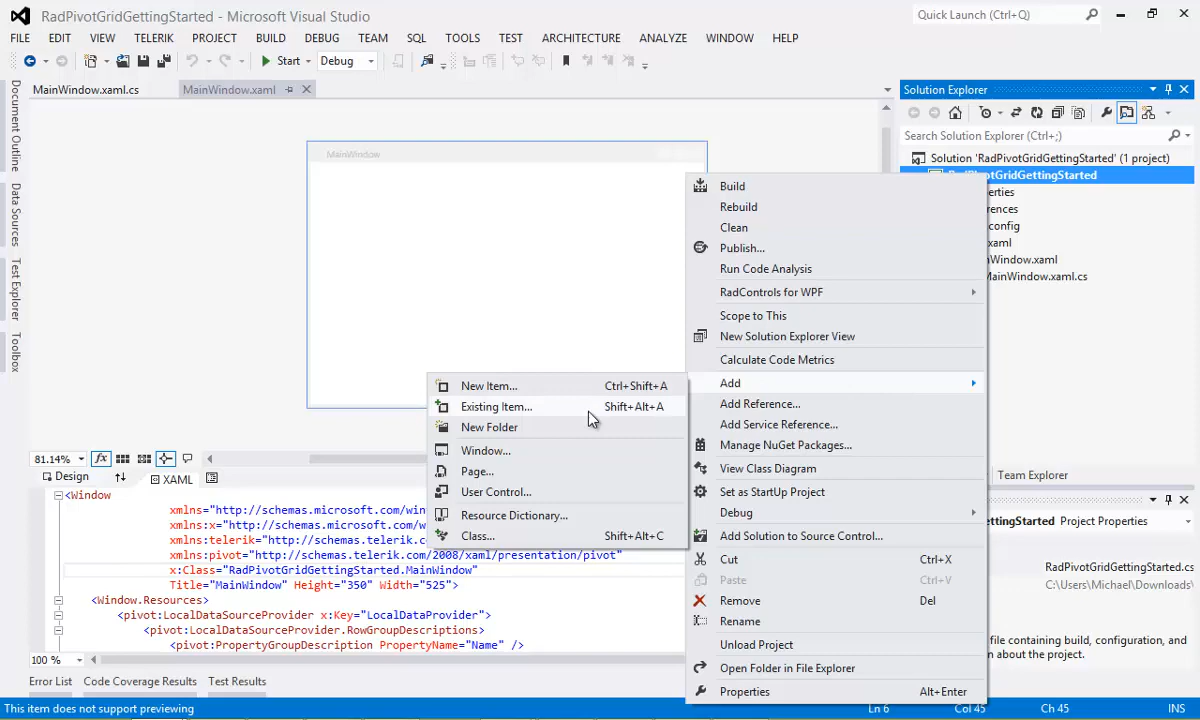 RadPivotGridGettingStarted - Microsoft Visual Studio
Quick Launch (Ctrl+Q)
FILE EDIT VIEW TELERIK PROJECT BUILD DEBUG TEAM SQL TOOLS TEST ARCHITECTURE ANALYZE WINDOW HELP
Start Debug
MainWindow.xaml.cs MainWindow.xaml
Document Outline
Data Sources
Test Explorer
Toolbox
MainWindow
Solution Explorer
Search Solution Explorer (Ctrl+;)
Solution 'RadPivotGridGettingStarted' (1 project)
RadPivotGridGettingStarted
erties
erences
config
xaml
Window.xaml
MainWindow.xaml.cs
Build
Rebuild
Clean
Publish...
Run Code Analysis
RadControls for WPF
Scope to This
New Solution Explorer View
Calculate Code Metrics
Add
Add Reference...
Add Service Reference...
Manage NuGet Packages...
View Class Diagram
Set as StartUp Project
Debug
Add Solution to Source Control...
Cut Ctrl+X
Paste Ctrl+V
Remove Del
Rename
Unload Project
Open Folder in File Explorer
Properties Alt+Enter
New Item... Ctrl+Shift+A
Existing Item... Shift+Alt+A
New Folder
Window...
Page...
User Control...
Resource Dictionary...
Class... Shift+Alt+C
81.14% fx
Design XAML
<Window
xmlns="http://schemas.microsoft.com/win
xmlns:x="http://schemas.microsoft.com/w
xmlns:telerik="http://schemas.telerik.c
xmlns:pivot="http://schemas.telerik.com/2008/xaml/presentation/pivot"
x:Class="RadPivotGridGettingStarted.MainWindow"
Title="MainWindow" Height="350" Width="525">
<Window.Resources>
<pivot:LocalDataSourceProvider x:Key="LocalDataProvider">
<pivot:LocalDataSourceProvider.RowGroupDescriptions>
<pivot:PropertyGroupDescription PropertyName="Name" />
100 %
Error List Code Coverage Results Test Results
Team Explorer
ettingStarted Project Properties
RadPivotGridGettingStarted.cs
C:\Users\Michael\Downloads\
file containing build, configuration, and
on about the project.
This item does not support previewing
Ln 6 Col 45 Ch 45 INS